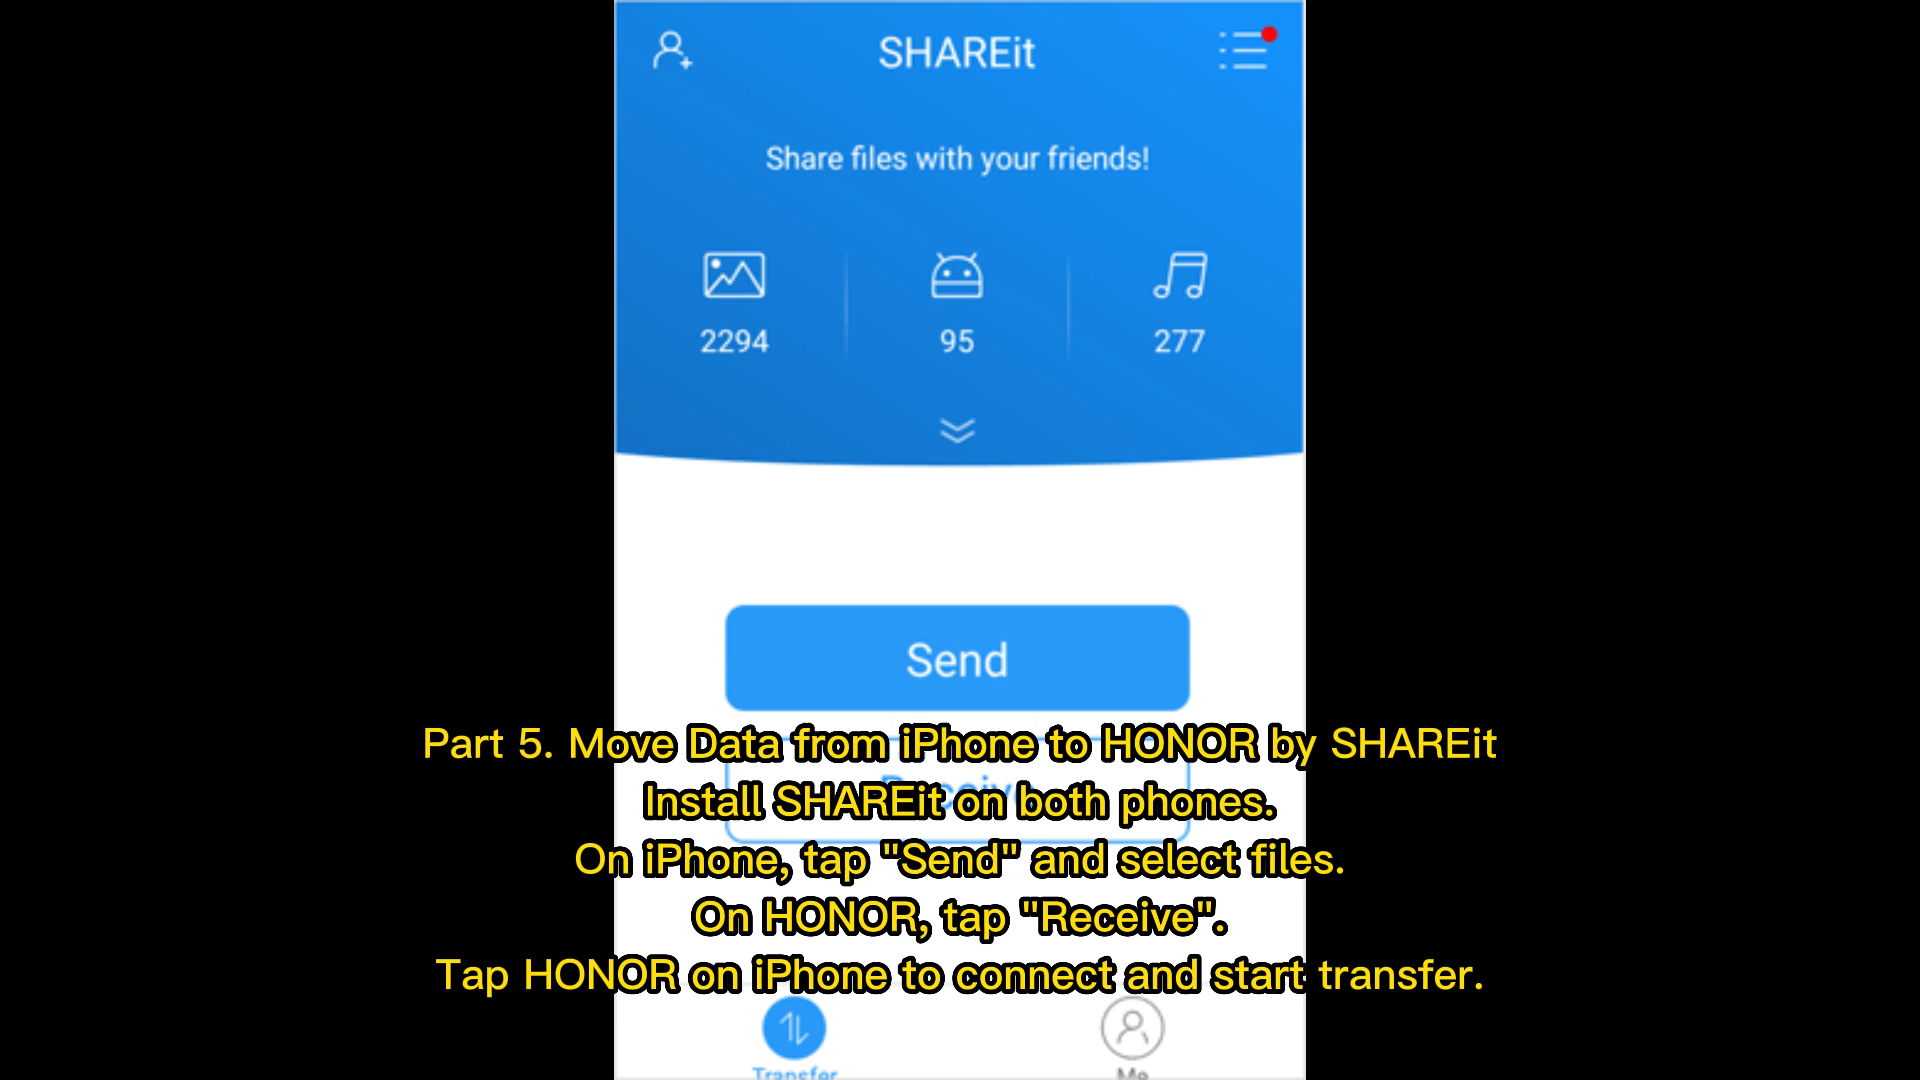 SHAREit
Share files with your friends!
2294 95 277
Send
Part 5. Move Data from iPhone to HONOR by SHAREit
Install SHAREit on both phones.
On iPhone, tap "Send" and select files.
On HONOR, tap "Receive".
Tap HONOR on iPhone to connect and start transfer.
Transfer Me